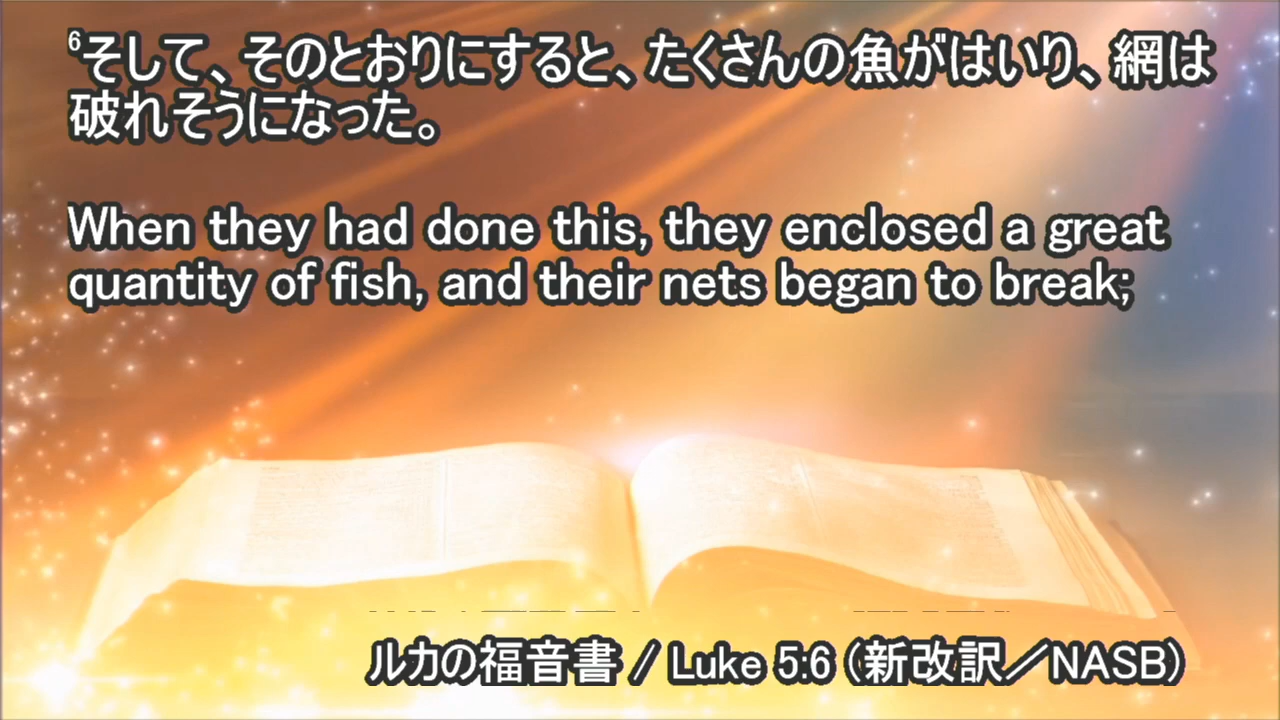 6そして、そのとおりにすると、たくさんの魚がはいり、網は
破れそうになった。
When they had done this, they enclosed a great
quantity of fish, and their nets began to break;
ルカの福音書 / Luke 5:6 (新改訳／NASB)